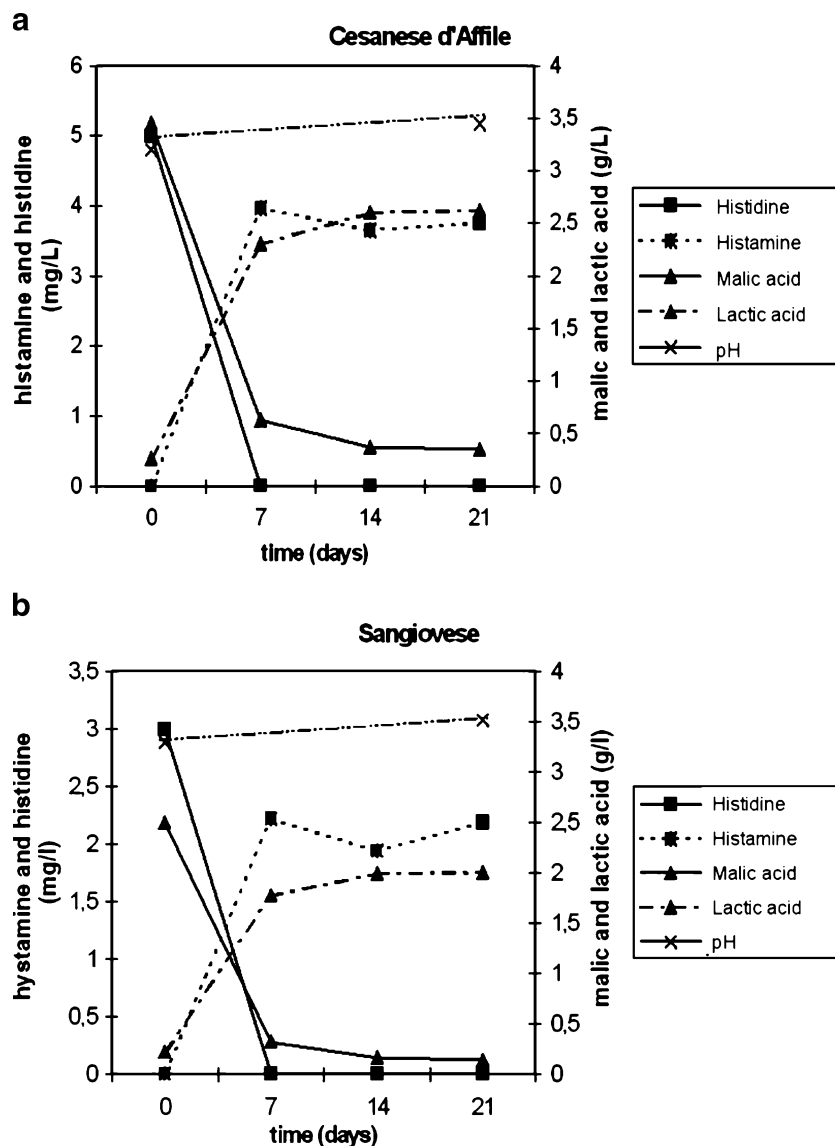 a
Cesanese d'Affile
6
5
4
3
2
1
0
histamine and histidine
(mg/L)
4
3,5
3
2,5
2
1,5
1
0,5
0
malic and lactic acid (g/L)
0 7 14 21
time (days)
Histidine
Histamine
Malic acid
Lactic acid
pH
b
Sangiovese
3,5
3
2,5
2
1,5
1
0,5
0
hystamine and histidine
(mg/l)
4
3,5
3
2,5
2
1,5
1
0,5
0
malic and lactic acid (g/l)
0 7 14 21
time (days)
Histidine
Histamine
Malic acid
Lactic acid
pH